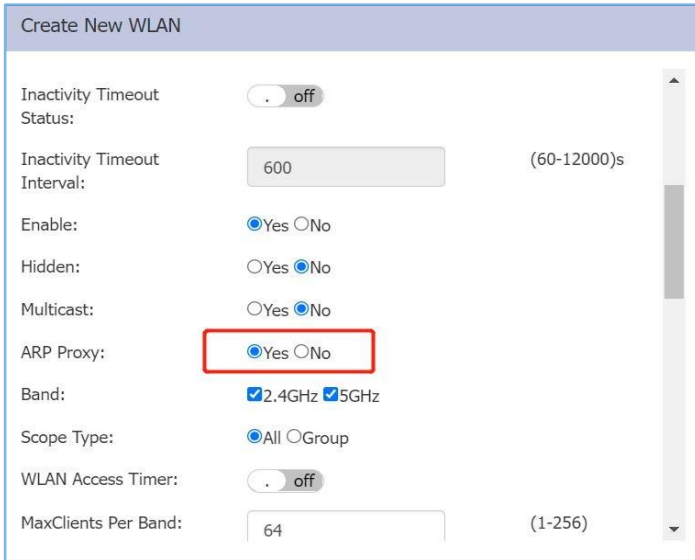 Create New WLAN
Inactivity Timeout
Status:
. off
Inactivity Timeout
Interval:
600
(60-12000)s
Enable:
Yes No
Hidden:
Yes No
Multicast:
Yes No
ARP Proxy:
Yes No
Band:
2.4GHz 5GHz
Scope Type:
All Group
WLAN Access Timer:
. off
MaxClients Per Band:
64
(1-256)